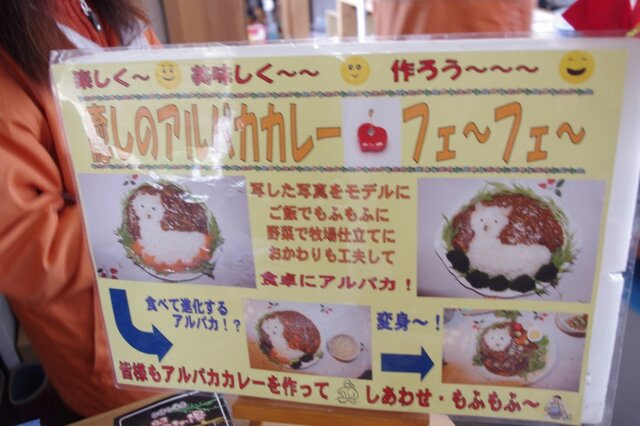 楽しく〜 美味しく〜〜 作ろう〜〜〜
癒しのアルパカカレー フェ〜フェ〜
写した写真をモデルに
ご飯でもふもふに
野菜で牧場仕立てに
おかわりも工夫して
食卓にアルパカ！
食べて進化する
アルパカ！？
変身〜！
皆様もアルパカカレーを作って しあわせ・もふもふ〜